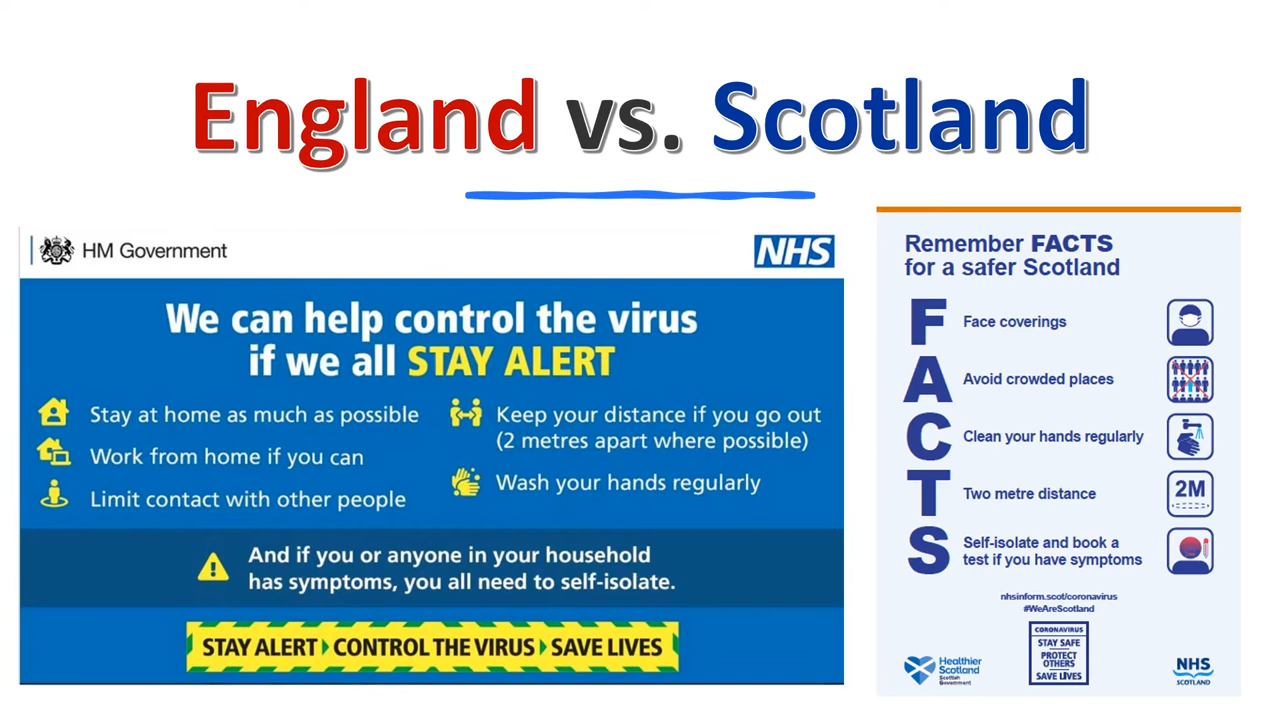 England vs. Scotland
HM Government
NHS
We can help control the virus
if we all STAY ALERT
Stay at home as much as possible
Work from home if you can
Limit contact with other people
Keep your distance if you go out
(2 metres apart where possible)
Wash your hands regularly
And if you or anyone in your household
has symptoms, you all need to self-isolate.
STAY ALERT CONTROL THE VIRUS SAVE LIVES
Remember FACTS
for a safer Scotland
F Face coverings
A Avoid crowded places
C Clean your hands regularly
T Two metre distance
2M
S Self-isolate and book a
test if you have symptoms
nhsinform.scot/coronavirus
#WeAreScotland
Healthier
Scotland
Scottish
Government
CORONAVIRUS
STAY SAFE
PROTECT
OTHERS
SAVE LIVES
NHS
SCOTLAND